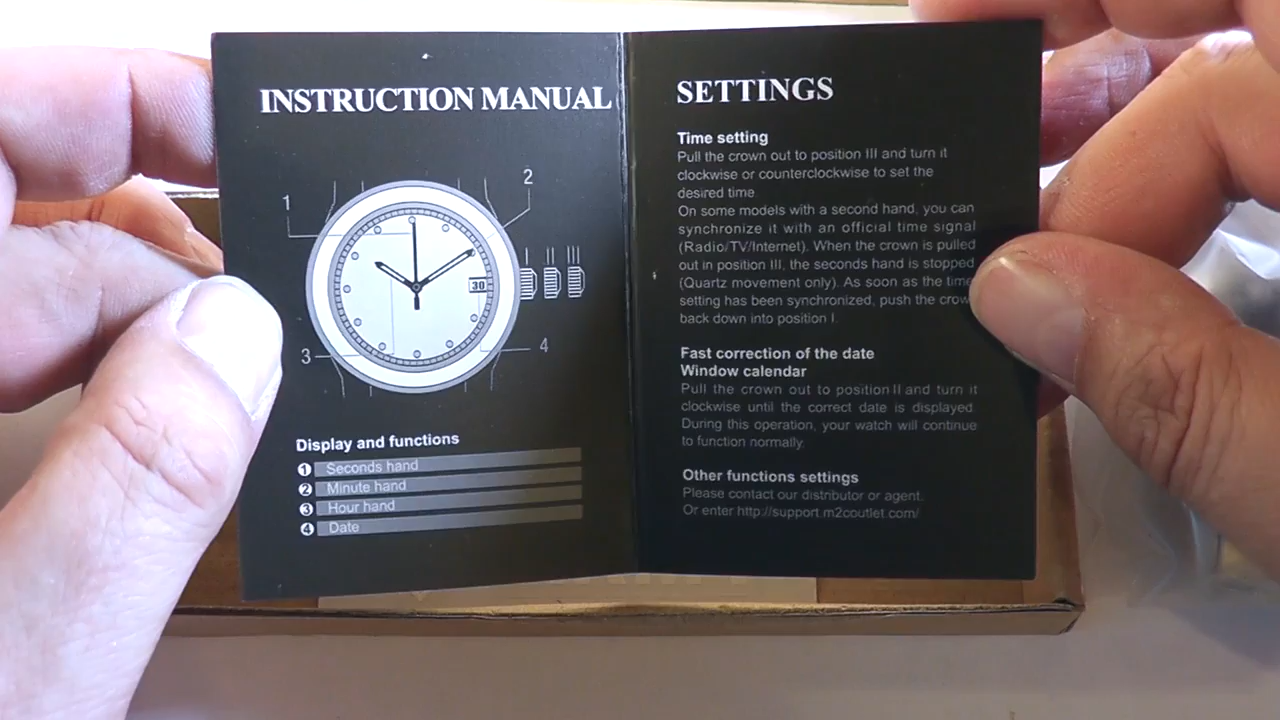 INSTRUCTION MANUAL
1
2
30
I II III
3
4
Display and functions
1 Seconds hand
2 Minute hand
3 Hour hand
4 Date
SETTINGS
Time setting
Pull the crown out to position III and turn it
clockwise or counterclockwise to set the
desired time
On some models with a second hand, you can
synchronize it with an official time signal
(Radio/TV/Internet). When the crown is pulled
out in position III, the seconds hand is stopped
(Quartz movement only). As soon as the time
setting has been synchronized, push the crow
back down into position I.
Fast correction of the date
Window calendar
Pull the crown out to position II and turn it
clockwise until the correct date is displayed.
During this operation, your watch will continue
to function normally.
Other functions settings
Please contact our distributor or agent.
Or enter http://support.m2coutlet.com/